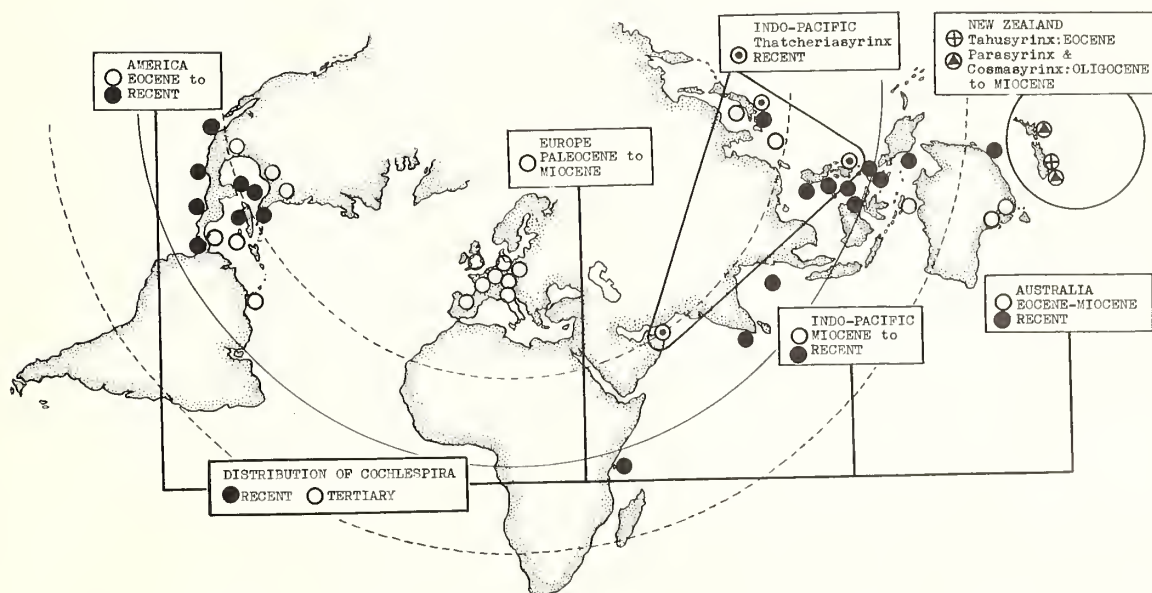 AMERICA
EOCENE to
RECENT
EUROPE
PALEOCENE to
MIOCENE
INDO-PACIFIC
Thatcheriasyrinx
RECENT
NEW ZEALAND
Tahusyrinx:EOCENE
Parasyrinx &
Cosmasyrinx:OLIGOCENE
to MIOCENE
INDO-PACIFIC
MIOCENE to
RECENT
AUSTRALIA
EOCENE-MIOCENE
RECENT
DISTRIBUTION OF COCHLESPIRA
RECENT TERTIARY